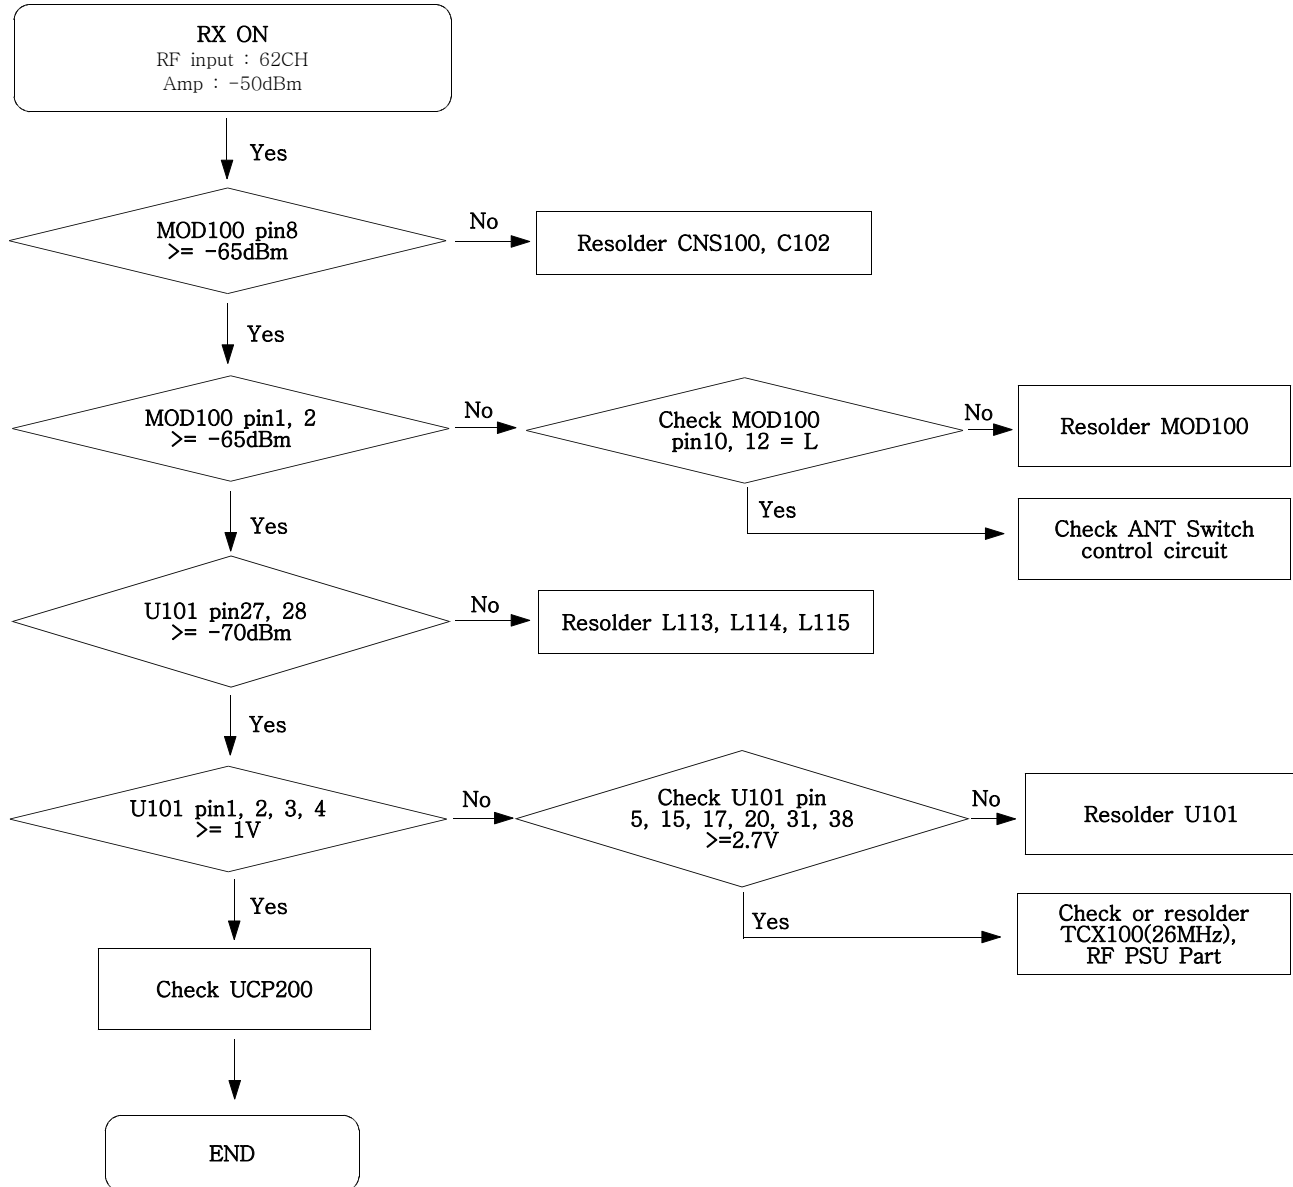 RX ON
RF input : 62CH
Amp : -50dBm
Yes
MOD100 pin8
>= -65dBm
No
Resolder CNS100, C102
Yes
MOD100 pin1, 2
>= -65dBm
No
Check MOD100
pin10, 12 = L
No
Resolder MOD100
Yes
Check ANT Switch
control circuit
Yes
U101 pin27, 28
>= -70dBm
No
Resolder L113, L114, L115
Yes
U101 pin1, 2, 3, 4
>= 1V
No
Check U101 pin
5, 15, 17, 20, 31, 38
>=2.7V
No
Resolder U101
Yes
Check or resolder
TCX100(26MHz),
RF PSU Part
Yes
Check UCP200
END